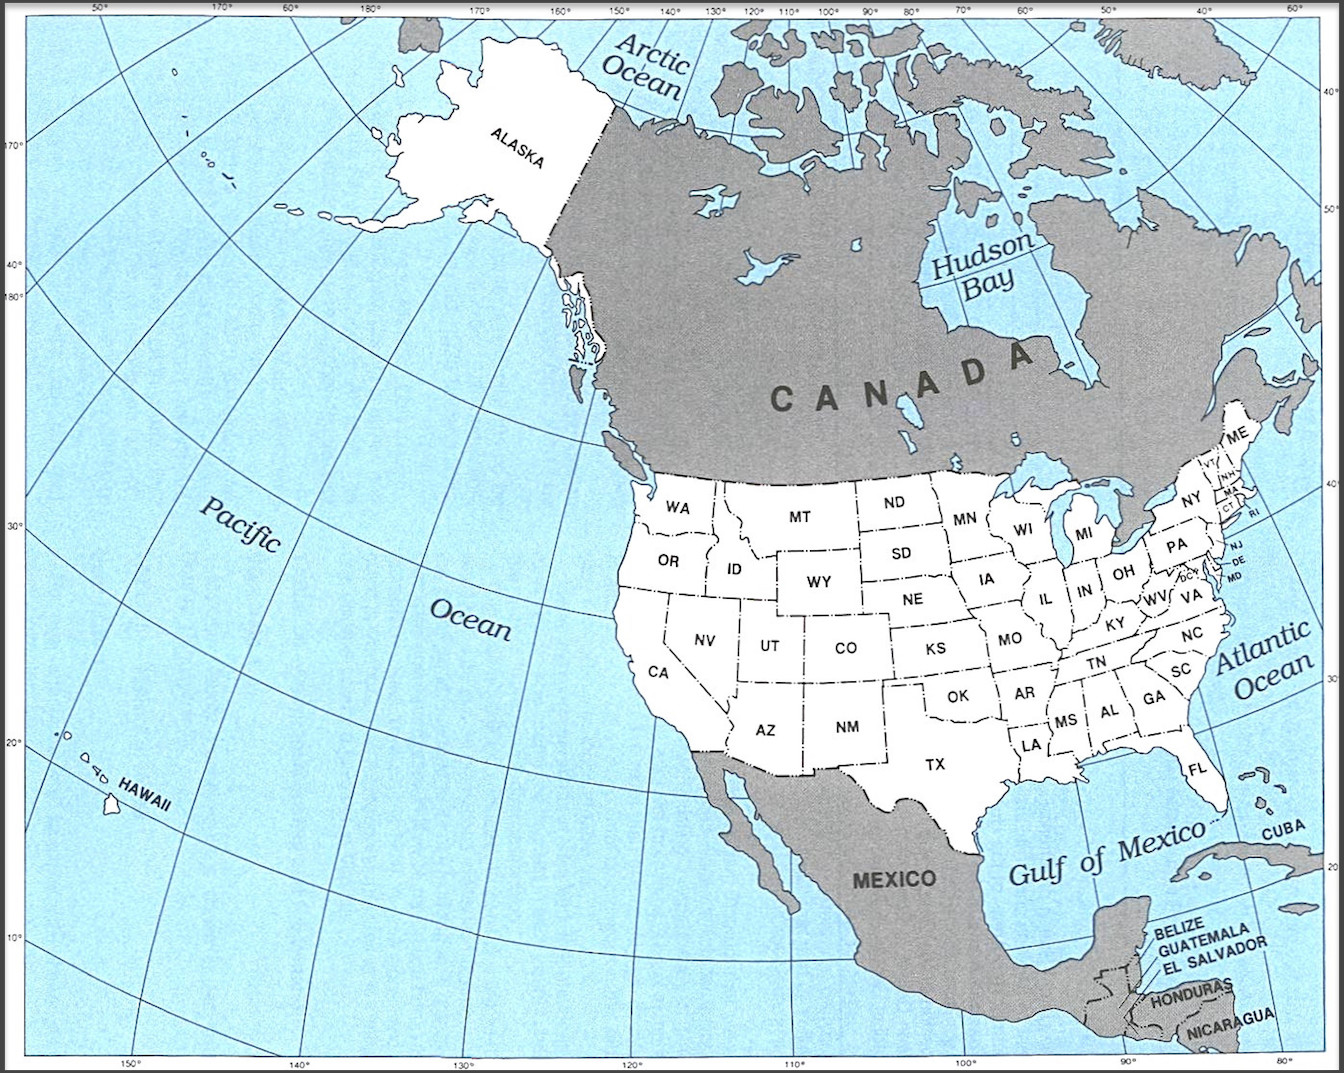 50°
170°
60°
180°
170°
160°
150°
140°
130°
120°
110°
100°
90°
80°
70°
60°
50°
40°
60°
Arctic
Ocean
40°
ALASKA
170°
50°
Hudson
Bay
40°
180°
CANADA
ME
VT
NH
40°
NY
MA
CT
RI
WA
MT
ND
MN
WI
MI
Pacific
30°
OR
ID
SD
PA
NJ
WY
IA
OH
DE
DC
MD
NE
IL
IN
WV
VA
Ocean
KY
NC
NV
UT
CO
KS
MO
Atlantic
Ocean
CA
TN
SC
30°
OK
AR
GA
AZ
NM
MS
AL
20°
LA
TX
FL
HAWAII
CUBA
Gulf of Mexico
20°
MEXICO
BELIZE
GUATEMALA
10°
EL SALVADOR
HONDURAS
NICARAGUA
150°
140°
130°
120°
110°
100°
90°
80°